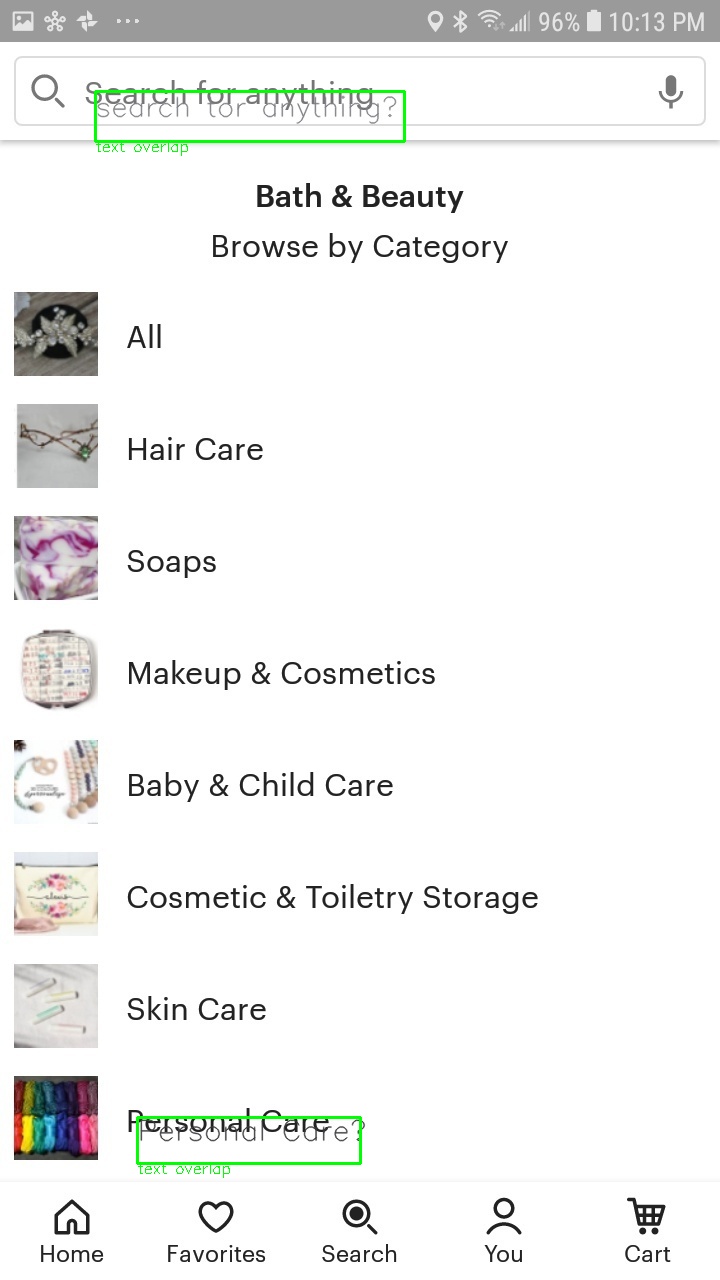 96% 10:13 PM
Search for anything
search for anything?
text overlap
Bath & Beauty
Browse by Category
All
Hair Care
Soaps
Makeup & Cosmetics
Baby & Child Care
Cosmetic & Toiletry Storage
Skin Care
Personal Care
Personal Care?
text overlap
Home Favorites Search You Cart